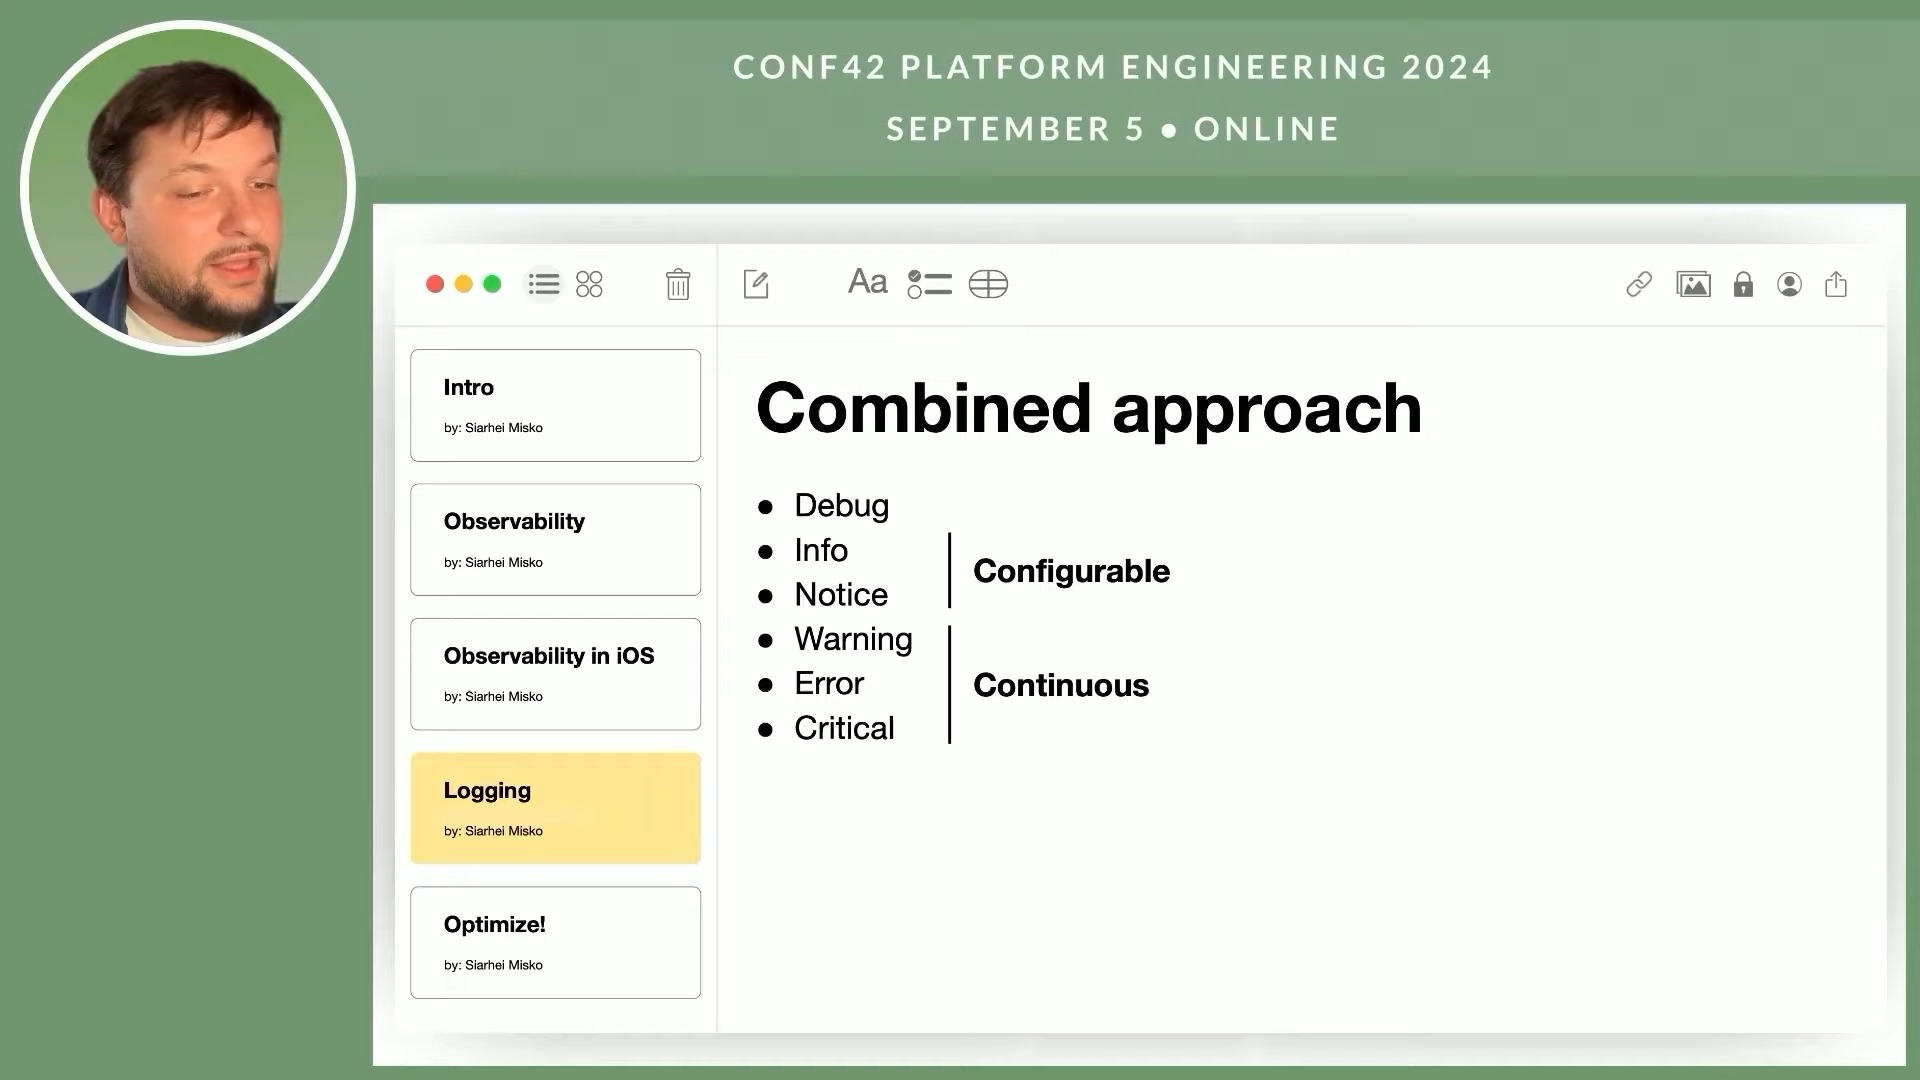 CONF42 PLATFORM ENGINEERING 2024
SEPTEMBER 5 • ONLINE
Aa
Intro
by: Siarhei Misko
Observability
by: Siarhei Misko
Observability in iOS
by: Siarhei Misko
Logging
by: Siarhei Misko
Optimize!
by: Siarhei Misko
Combined approach
• Debug
• Info
• Notice
Configurable
• Warning
• Error
• Critical
Continuous